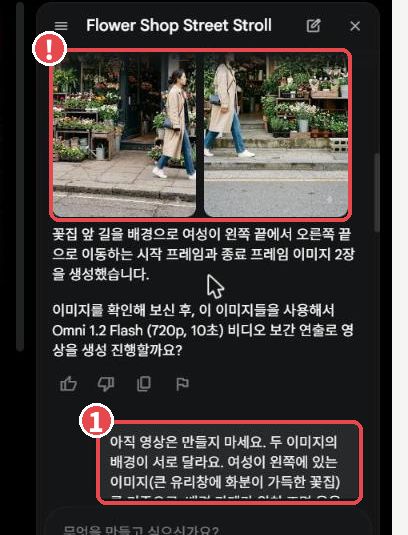 Flower Shop Street Stroll
!
꽃집 앞 길을 배경으로 여성이 왼쪽 끝에서 오른쪽 끝
으로 이동하는 시작 프레임과 종료 프레임 이미지 2장
을 생성했습니다.
이미지를 확인해 보신 후, 이 이미지들을 사용해서
Omni 1.2 Flash (720p, 10초) 비디오 보간 연출로 영
상을 생성 진행할까요?
1
아직 영상은 만들지 마세요. 두 이미지의
배경이 서로 달라요. 여성이 왼쪽에 있는
이미지(큰 유리창에 화분이 가득한 꽃집)
무엇을 만들고 싶으신가요?